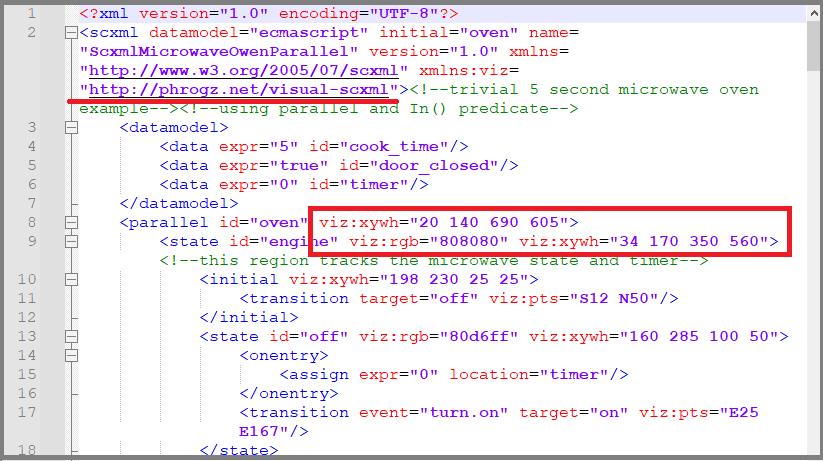 1 <?xml version="1.0" encoding="UTF-8"?>
2 <scxml datamodel="ecmascript" initial="oven" name=
"ScxmlMicrowaveOwenParallel" version="1.0" xmlns=
"http://www.w3.org/2005/07/scxml" xmlns:viz=
"http://phrogz.net/visual-scxml"><!--trivial 5 second microwave oven
example--><!--using parallel and In() predicate-->
3 <datamodel>
4 <data expr="5" id="cook_time"/>
5 <data expr="true" id="door_closed"/>
6 <data expr="0" id="timer"/>
7 </datamodel>
8 <parallel id="oven" viz:xywh="20 140 690 605">
9 <state id="engine" viz:rgb="808080" viz:xywh="34 170 350 560">
<!--this region tracks the microwave state and timer-->
10 <initial viz:xywh="198 230 25 25">
11 <transition target="off" viz:pts="S12 N50"/>
12 </initial>
13 <state id="off" viz:rgb="80d6ff" viz:xywh="160 285 100 50">
14 <onentry>
15 <assign expr="0" location="timer"/>
16 </onentry>
17 <transition event="turn.on" target="on" viz:pts="E25
E167"/>
18 </state>